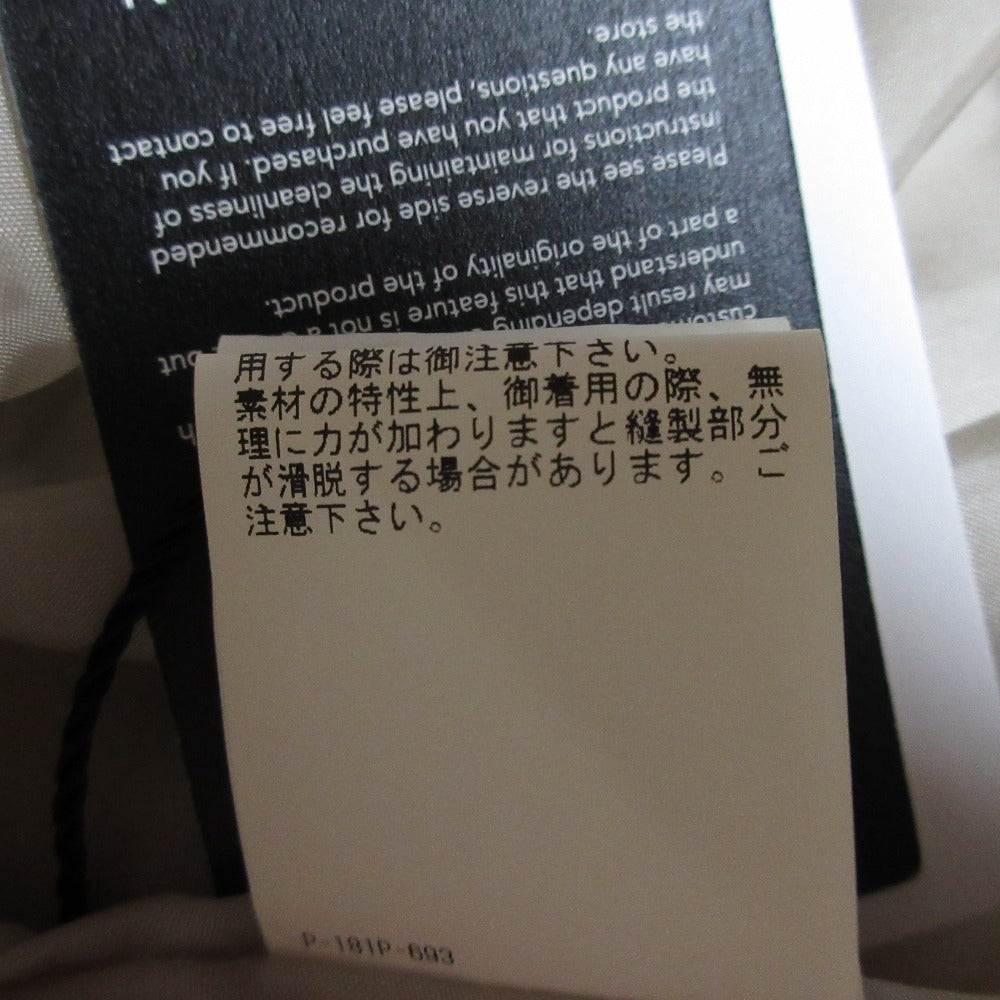 用する際は御注意下さい。
素材の特性上、御着用の際、無
理に力が加わりますと縫製部分
が滑脱する場合があります。ご
注意下さい。
P-181P-693
may result depending
understand that this feature is not a
a part of the originality of the product.
Please see the reverse side for recommended
instructions for maintaining the cleanliness of
the product that you have purchased. If you
have any questions, please feel free to contact
the store.